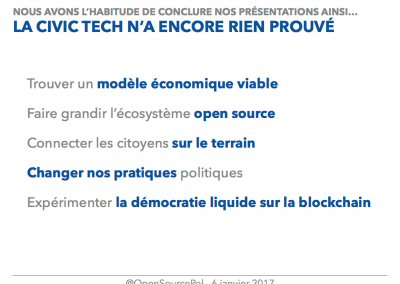 NOUS AVONS L'HABITUDE DE CONCLURE NOS PRÉSENTATIONS AINSI...
LA CIVIC TECH N'A ENCORE RIEN PROUVÉ
Trouver un modèle économique viable
Faire grandir l'écosystème open source
Connecter les citoyens sur le terrain
Changer nos pratiques politiques
Expérimenter la démocratie liquide sur la blockchain
@OpenSourcePol - 6 janvier 2017